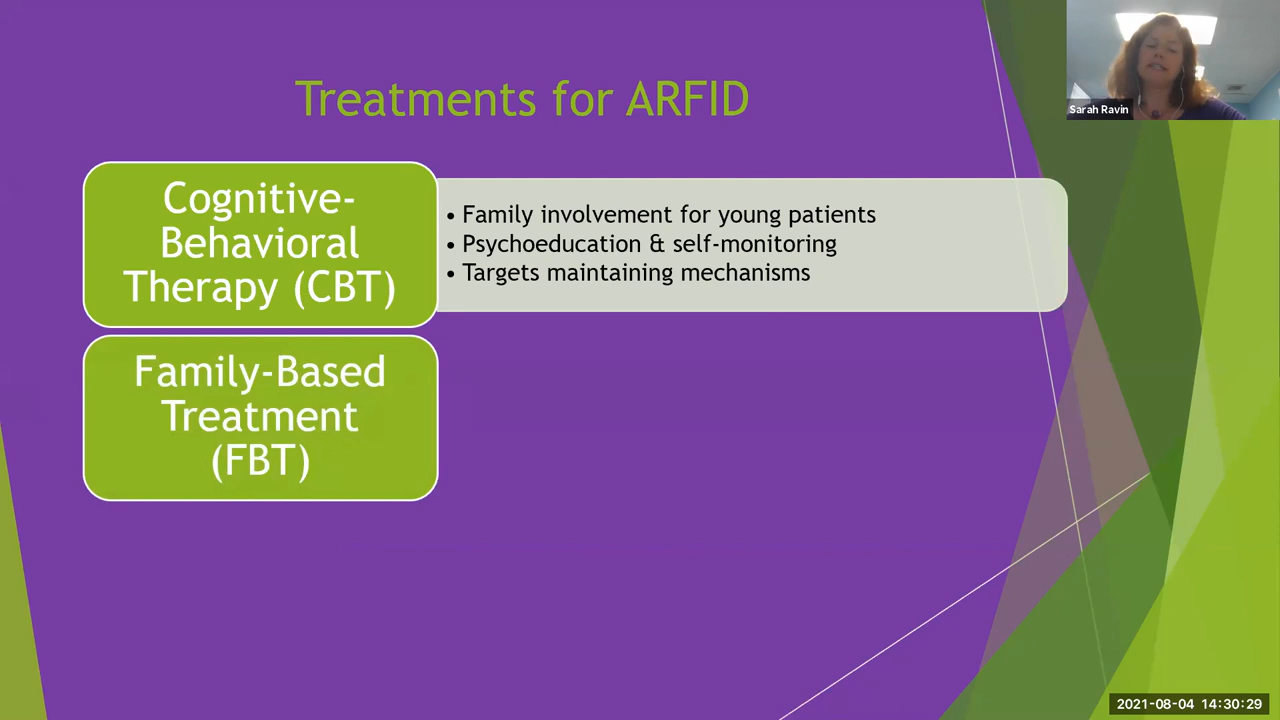 Treatments for ARFID
Sarah Ravin
Cognitive-
Behavioral
Therapy (CBT)
• Family involvement for young patients
• Psychoeducation & self-monitoring
• Targets maintaining mechanisms
Family-Based
Treatment
(FBT)
2021-08-04 14:30:29